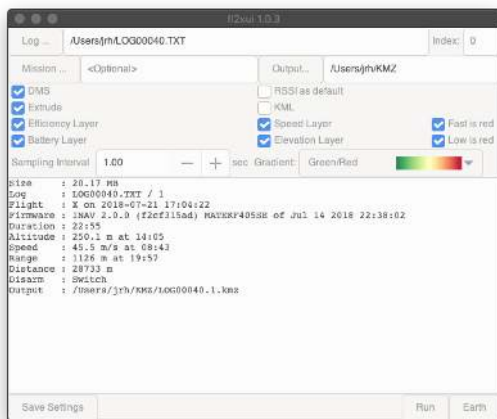 fl2xui 1.0.3
Log ... /Users/jrh/LOG00040.TXT Index: 0
Mission ... <Optional> Output... /Users/jrh/KMZ
DMS RSSI as default
Extrude KML
Efficiency Layer Speed Layer Fast is red
Battery Layer Elevation Layer Low is red
Sampling Interval 1.00 — + sec Gradient: Green/Red
Size : 20.17 MB
Log : LOG00040.TXT / 1
Flight : X on 2018-07-21 17:04:22
Firmware : INAV 2.0.0 (f2cf315ad) MATEKF405SE of Jul 14 2018 22:38:02
Duration : 22:55
Altitude : 250.1 m at 14:05
Speed : 45.5 m/s at 08:43
Range : 1126 m at 19:57
Distance : 28733 m
Disarm : Switch
Output : /Users/jrh/KMZ/LOG00040.1.kmz
Save Settings Run Earth